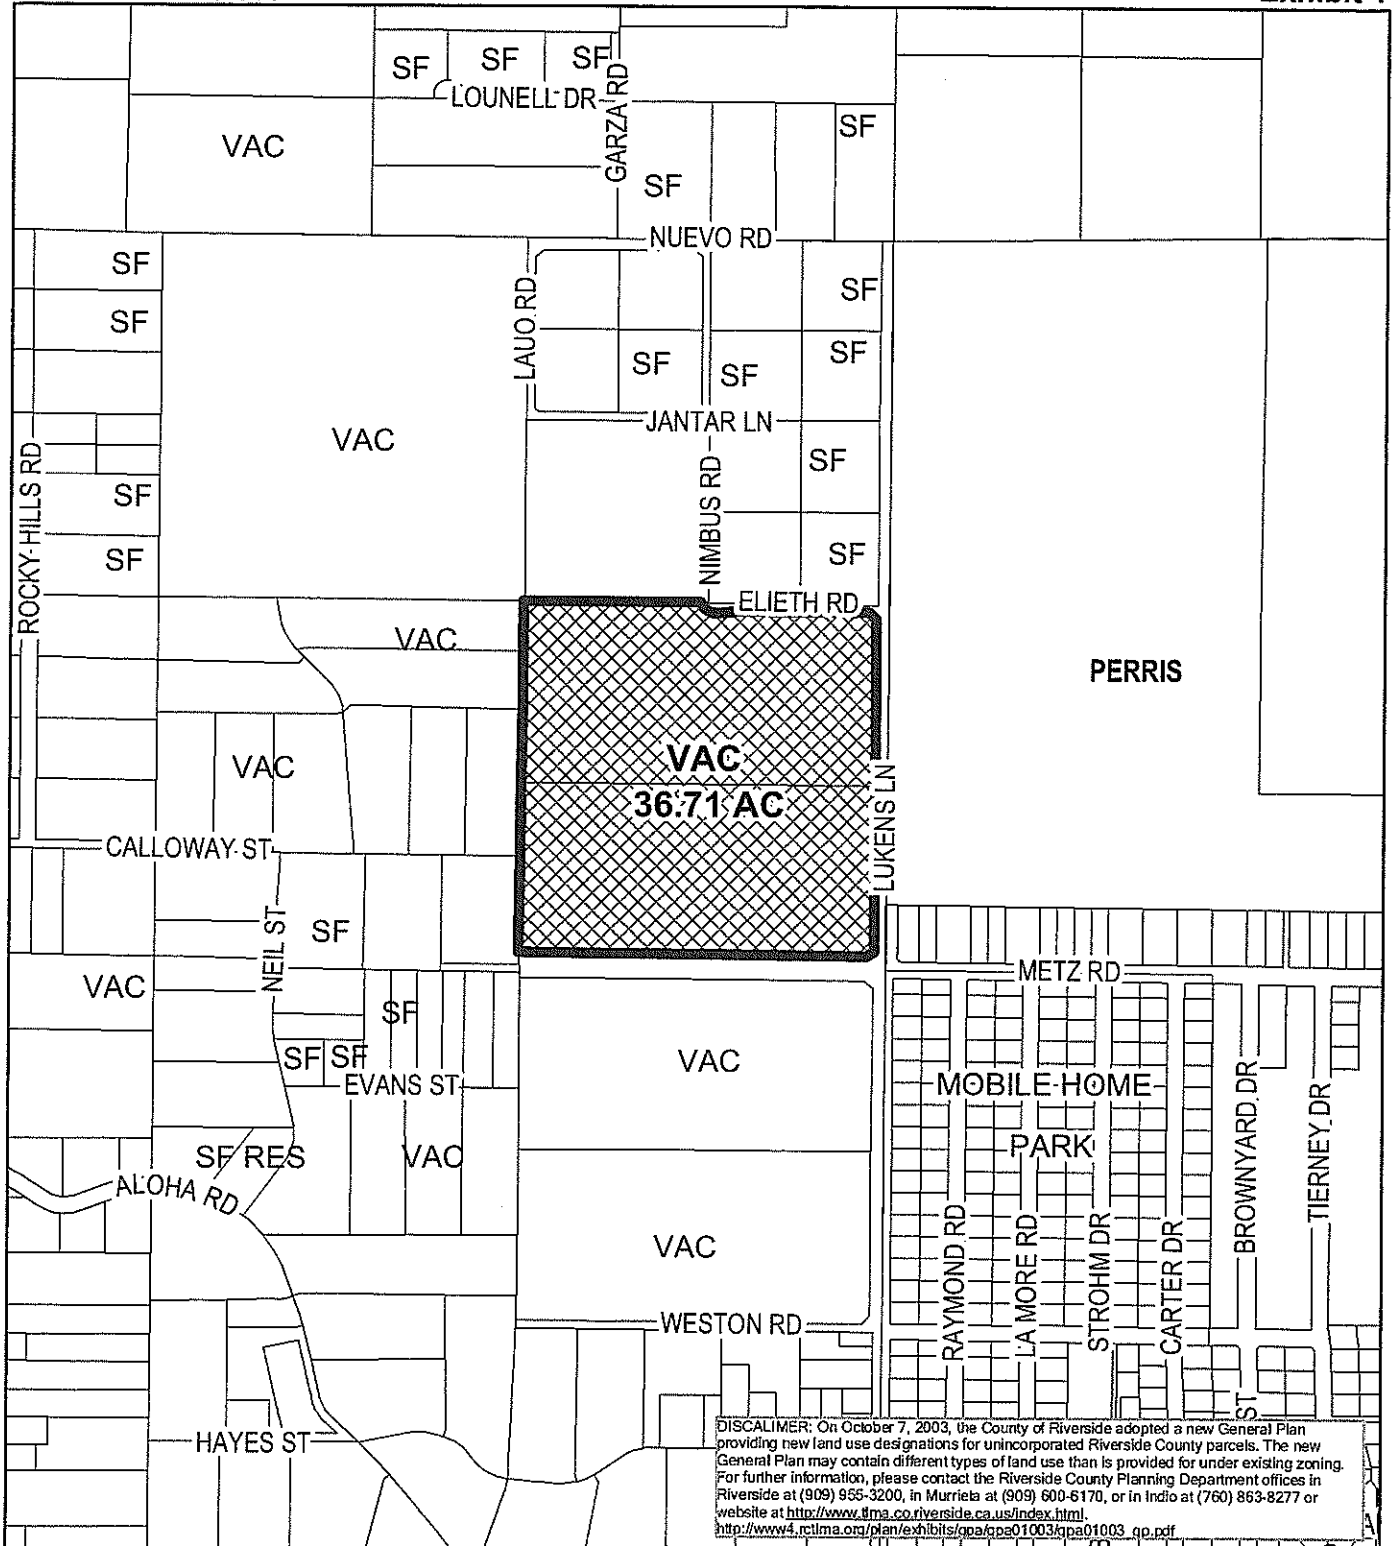 SF
SF
SF
LOUNELL DR
GARZA RD
SF
VAC
SF
NUEVO RD
SF
SF
LAUO RD
SF
SF
SF
SF
SF
JANTAR LN
VAC
ROCKY HILLS RD
SF
NIMBUS RD
SF
SF
SF
ELIETH RD
VAC
PERRIS
VAC
VAC
36.71 AC
LUKENS LN
CALLOWAY ST
NEIL ST
SF
VAC
METZ RD
SF
SF
SF
EVANS ST
VAC
MOBILE HOME
PARK
BROWNYARD DR
TIERNEY DR
SF RES
VAC
ALOHA RD
VAC
RAYMOND RD
LA MORE RD
STROHM DR
CARTER DR
WESTON RD
ST
HAYES ST
DISCALIMER: On October 7, 2003, the County of Riverside adopted a new General Plan
providing new land use designations for unincorporated Riverside County parcels. The new
General Plan may contain different types of land use than is provided for under existing zoning.
For further information, please contact the Riverside County Planning Department offices in
Riverside at (909) 955-3200, in Murrieta at (909) 600-6170, or in Indio at (760) 863-8277 or
website at http://www.tlma.co.riverside.ca.us/index.html.
http://www4.rctlma.org/plan/exhibits/gpa/gpa01003/gpa01003_gp.pdf